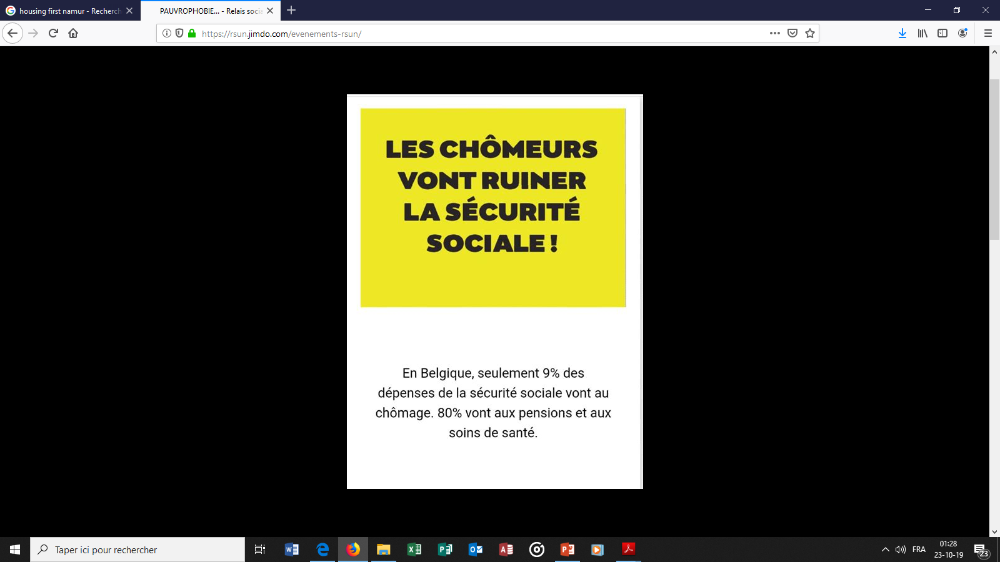 housing first namur - Recherch
PAUVROPHOBIE... - Relais socia
https://rsun.jimdo.com/evenements-rsun/
LES CHÔMEURS
VONT RUINER
LA SÉCURITÉ
SOCIALE !
En Belgique, seulement 9% des
dépenses de la sécurité sociale vont au
chômage. 80% vont aux pensions et aux
soins de santé.
Taper ici pour rechercher
FRA
01:28
23-10-19
23